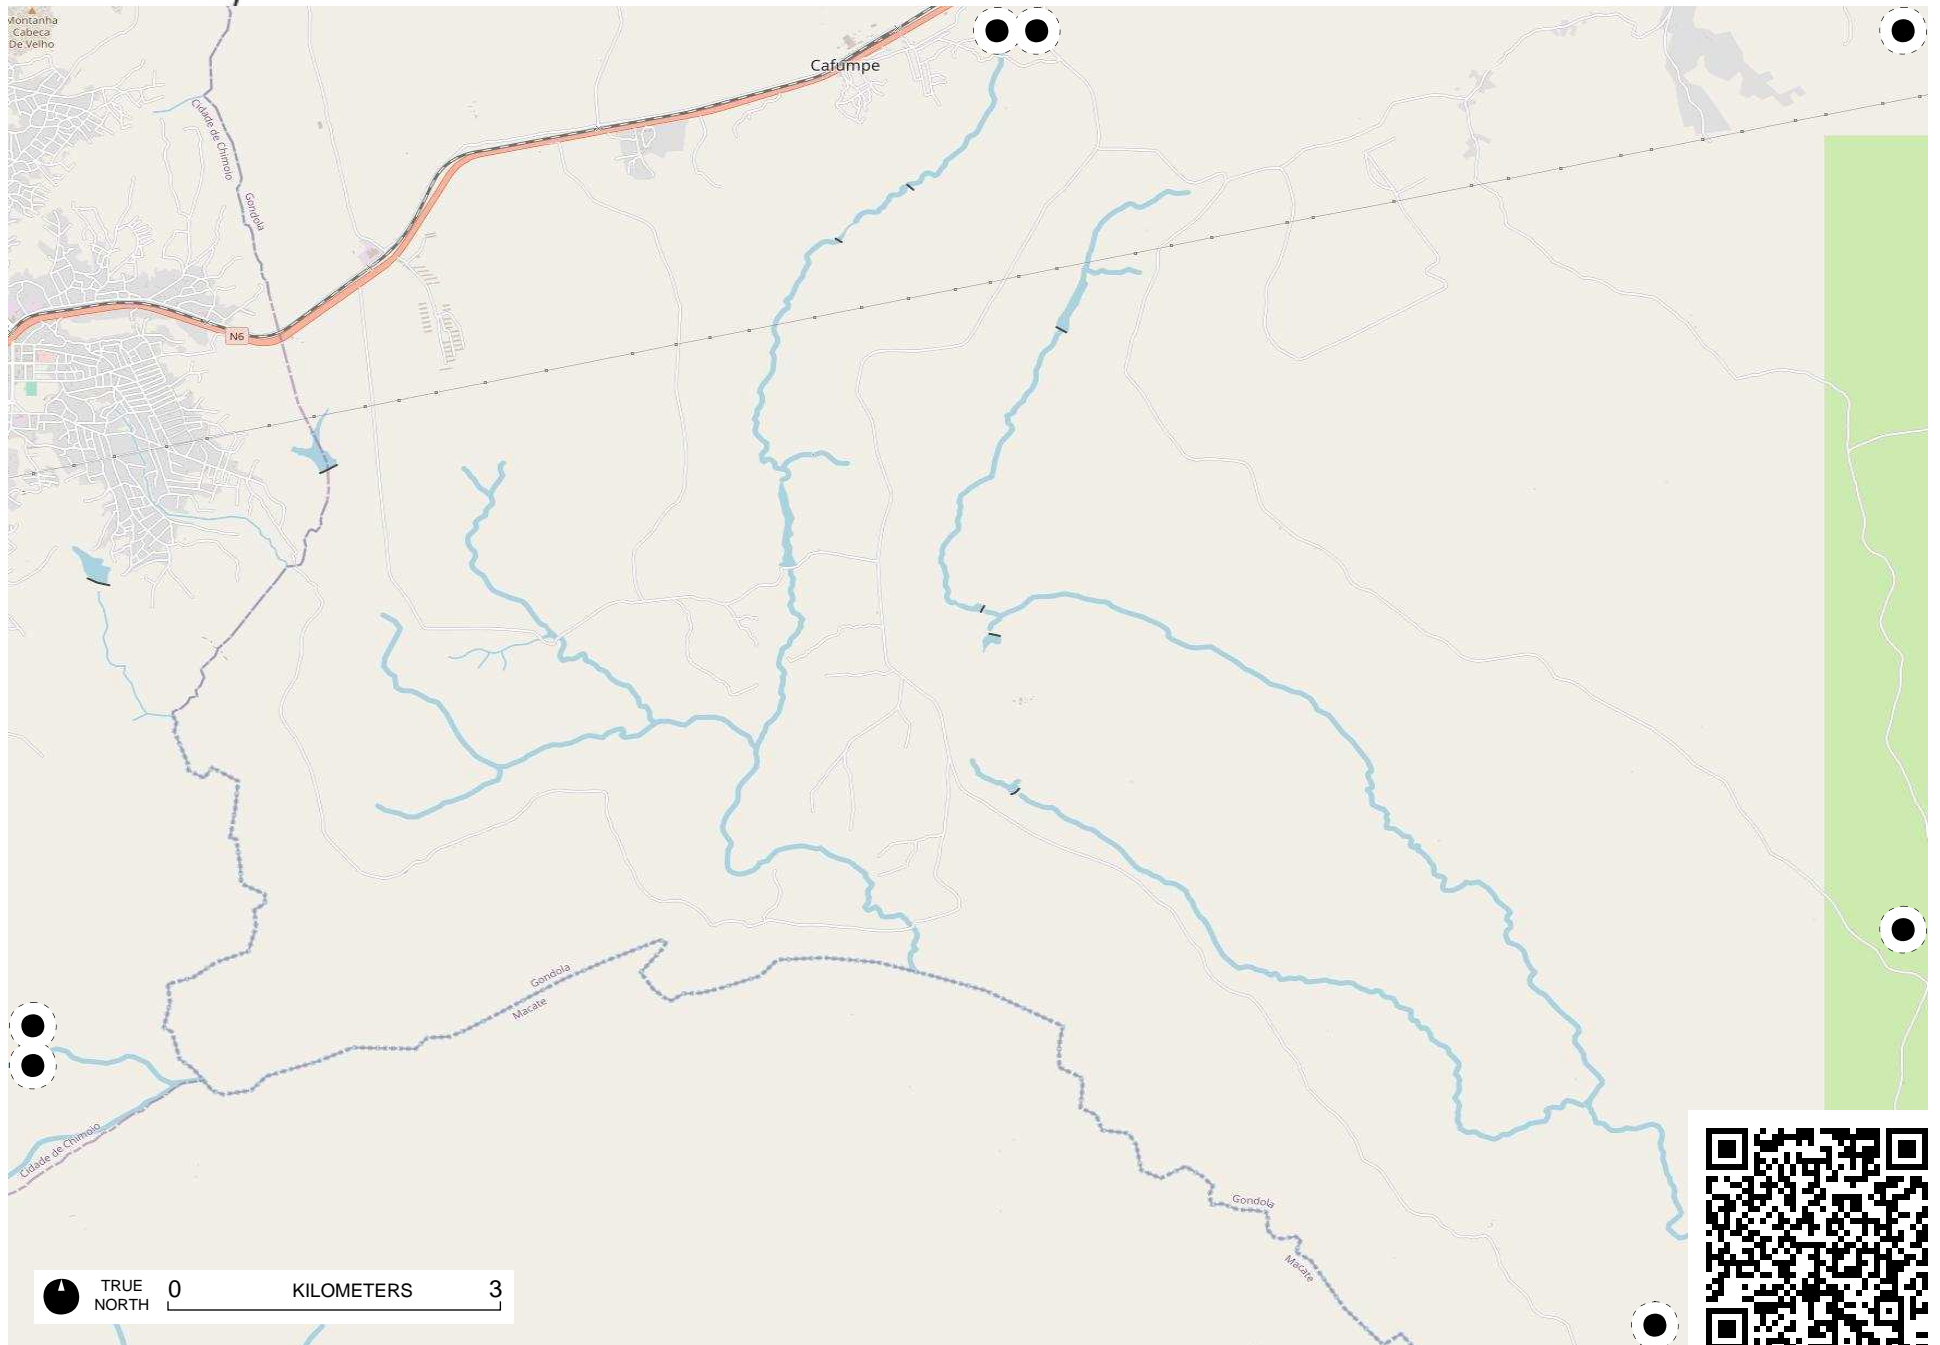 Montanha
Cabeca
De Velho
Cafumpe
Cidade de Chimoio
Gondola
N6
Gondola
Macate
Cidade de Chimoio
Gondola
Macate
TRUE
NORTH
0 KILOMETERS 3